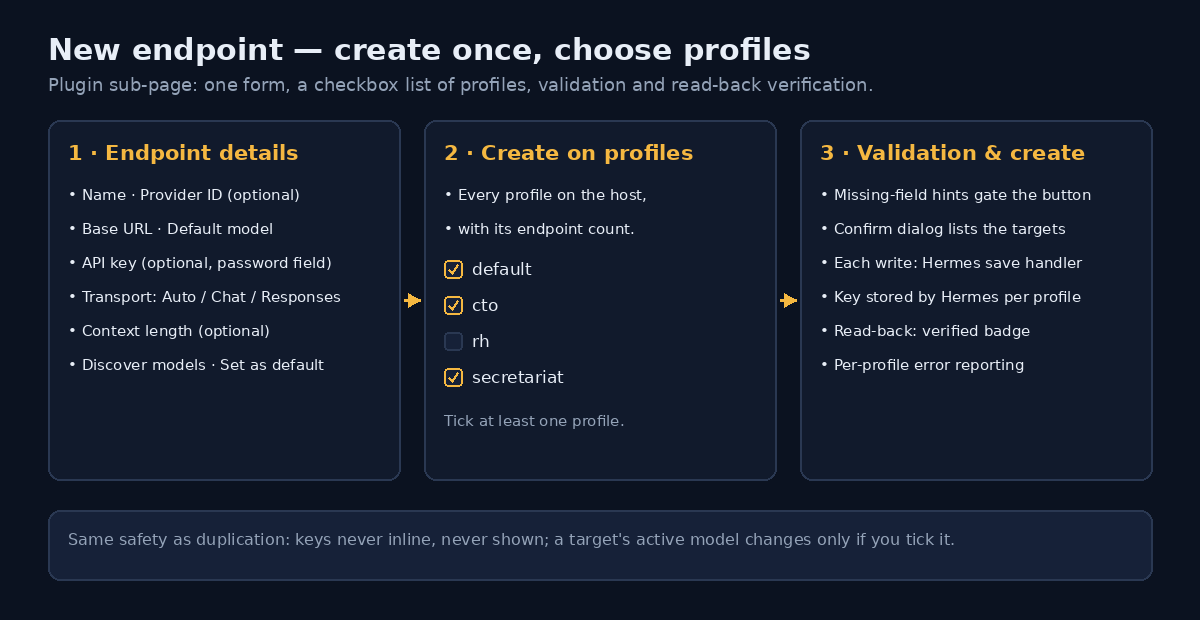 New endpoint — create once, choose profiles
Plugin sub-page: one form, a checkbox list of profiles, validation and read-back verification.
1 · Endpoint details
• Name · Provider ID (optional)
• Base URL · Default model
• API key (optional, password field)
• Transport: Auto / Chat / Responses
• Context length (optional)
• Discover models · Set as default
2 · Create on profiles
• Every profile on the host,
• with its endpoint count.
default
cto
rh
secretariat
Tick at least one profile.
3 · Validation & create
• Missing-field hints gate the button
• Confirm dialog lists the targets
• Each write: Hermes save handler
• Key stored by Hermes per profile
• Read-back: verified badge
• Per-profile error reporting
Same safety as duplication: keys never inline, never shown; a target's active model changes only if you tick it.